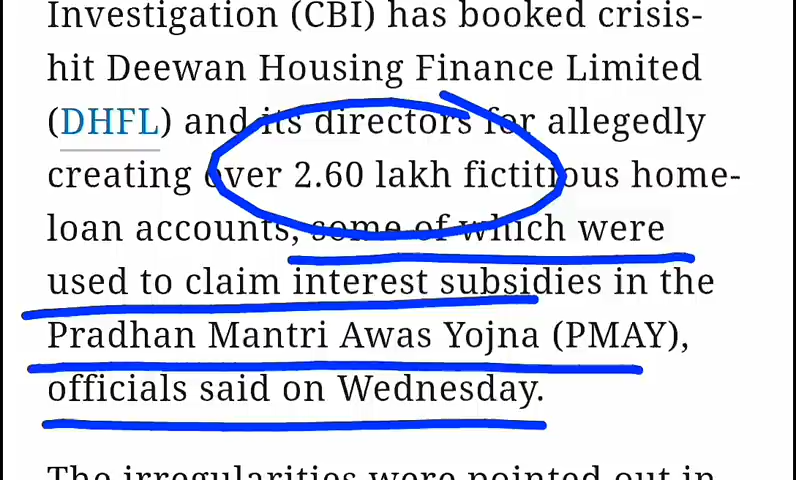 Investigation (CBI) has booked crisis-
hit Deewan Housing Finance Limited
(DHFL) and its directors for allegedly
creating over 2.60 lakh fictitious home-
loan accounts, some of which were
used to claim interest subsidies in the
Pradhan Mantri Awas Yojna (PMAY),
officials said on Wednesday.
The irregularities were pointed out in